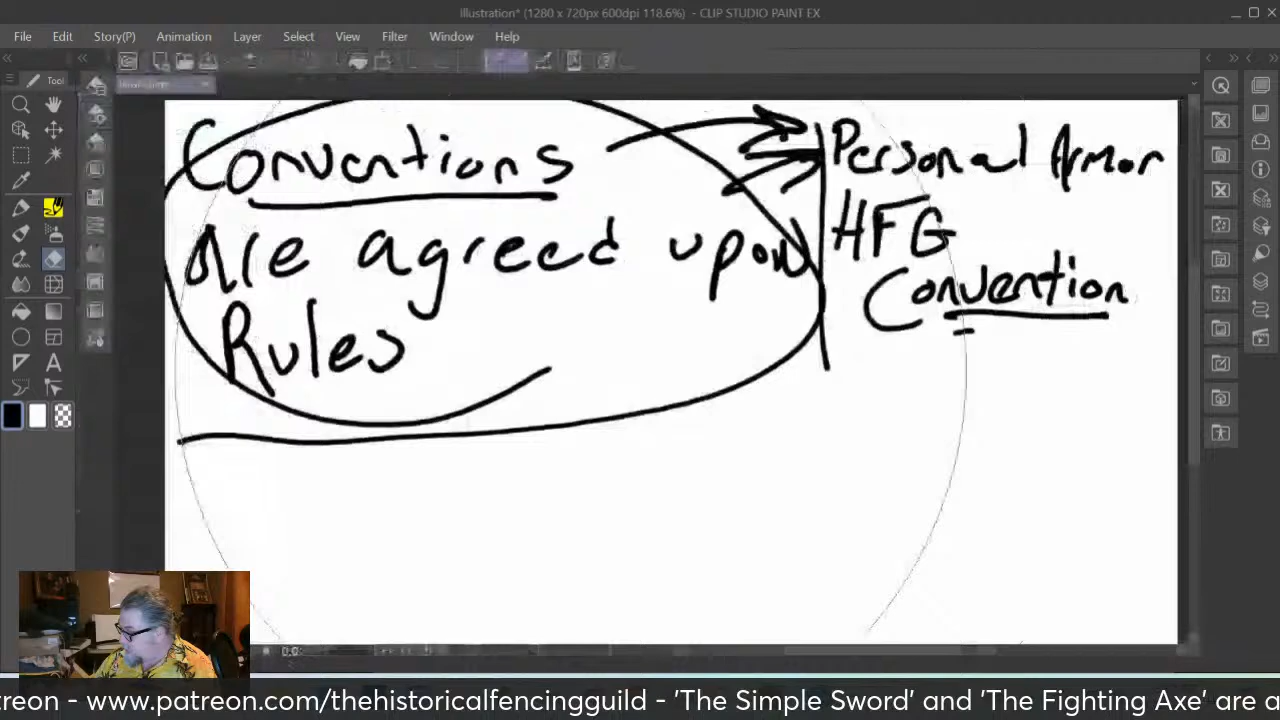 Illustration* (1280 x 720px 600dpi 118.6%) - CLIP STUDIO PAINT EX
File Edit Story(P) Animation Layer Select View Filter Window Help
Tool
Conventions
Are agreed upon
Rules
Personal Armor
HFG
Convention
treon - www.patreon.com/thehistoricalfencingguild - 'The Simple Sword' and 'The Fighting Axe' are a